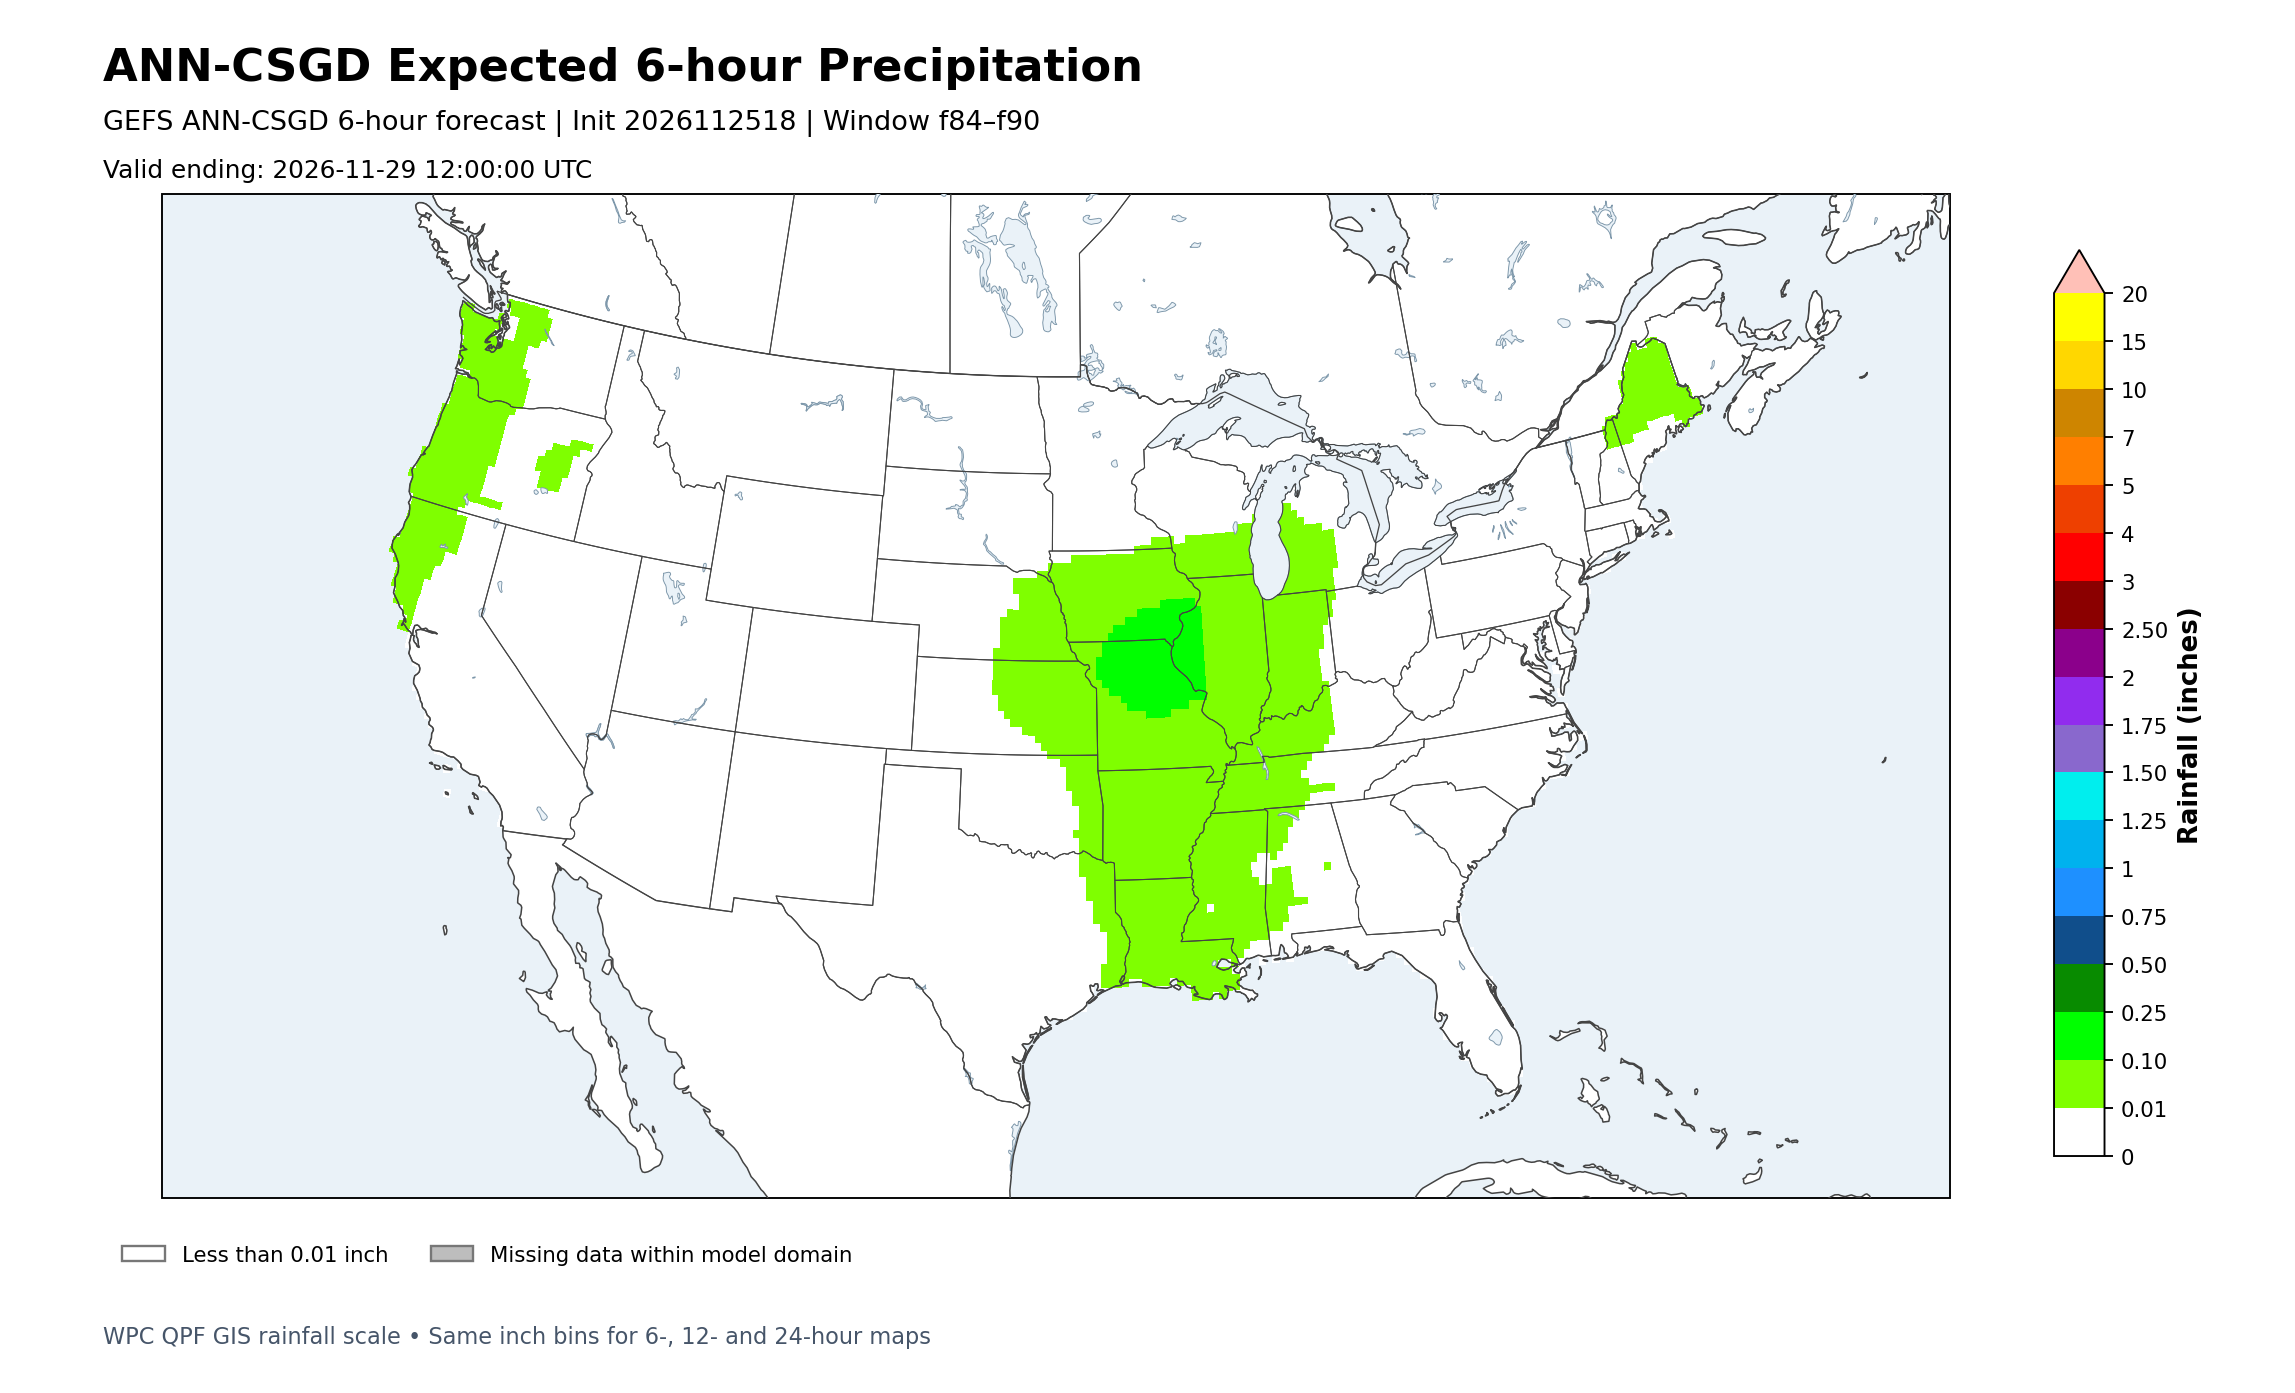 ANN-CSGD Expected 6-hour Precipitation
GEFS ANN-CSGD 6-hour forecast | Init 2026112518 | Window f84–f90
Valid ending: 2026-11-29 12:00:00 UTC
20
15
10
7
5
4
3
2.50
2
1.75
1.50
1.25
1
0.75
0.50
0.25
0.10
0.01
0
Rainfall (inches)
Less than 0.01 inch
Missing data within model domain
WPC QPF GIS rainfall scale • Same inch bins for 6-, 12- and 24-hour maps